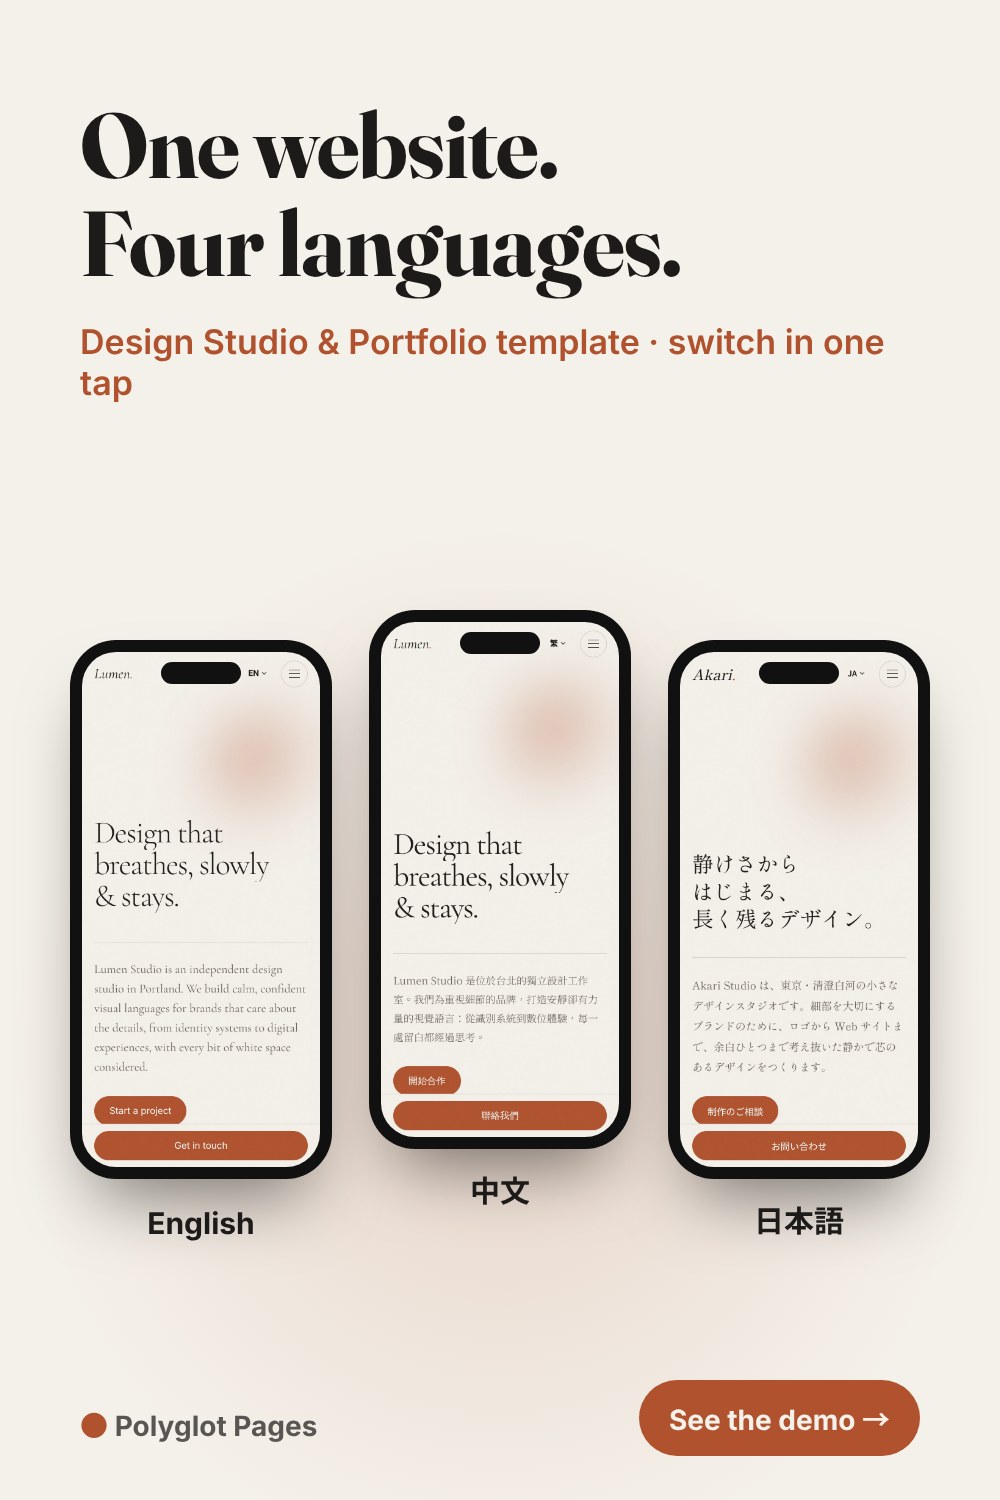 One website.
Four languages.
Design Studio & Portfolio template · switch in one
tap
Lumen.
EN
Design that
breathes, slowly
& stays.
Lumen Studio is an independent design
studio in Portland. We build calm, confident
visual languages for brands that care about
the details, from identity systems to digital
experiences, with every bit of white space
considered.
Start a project
Get in touch
English
Lumen.
繁
Design that
breathes, slowly
& stays.
Lumen Studio 是位於台北的獨立設計工作
室。我們為重視細節的品牌，打造安靜卻有力
量的視覺語言：從識別系統到數位體驗，每一
處留白都經過思考。
開始合作
聯絡我們
中文
Akari.
JA
静けさから
はじまる、
長く残るデザイン。
Akari Studio は、東京・清澄白河の小さな
デザインスタジオです。細部を大切にする
ブランドのために、ロゴから Web サイトま
で、余白ひとつまで考え抜いた静かで芯の
あるデザインをつくります。
制作のご相談
お問い合わせ
日本語
Polyglot Pages
See the demo →